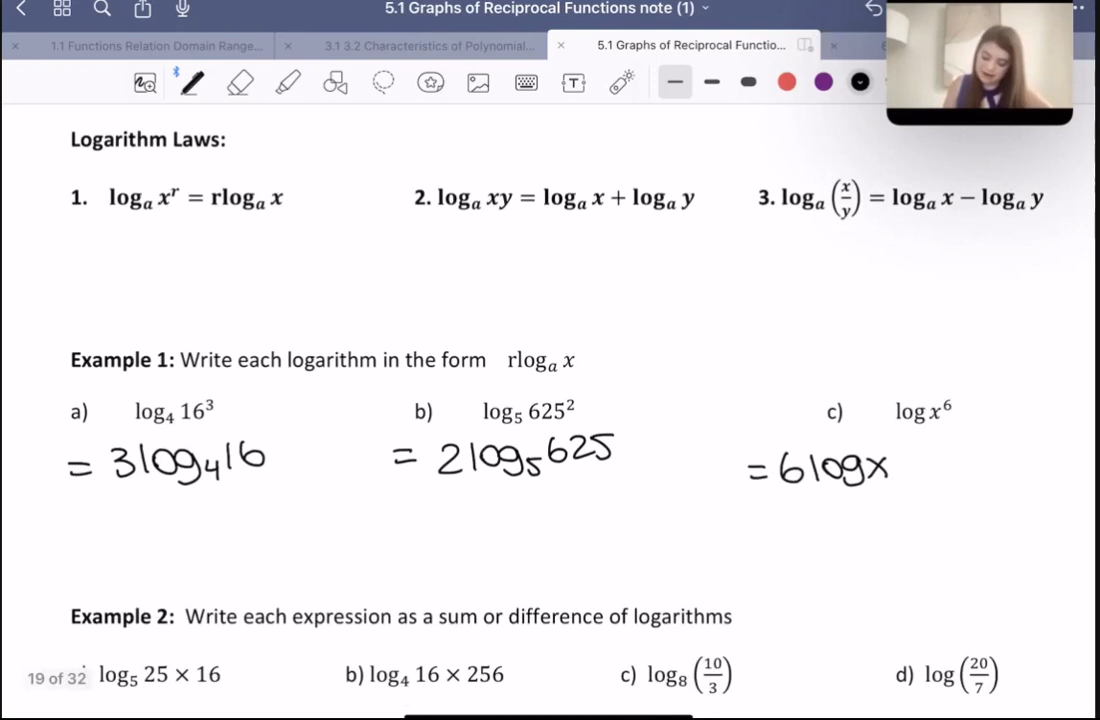 5.1 Graphs of Reciprocal Functions note (1)
1.1 Functions Relation Domain Range...
3.1 3.2 Characteristics of Polynomial...
5.1 Graphs of Reciprocal Functio...
Logarithm Laws:
1. logₐ xʳ = rlogₐ x 2. logₐ xy = logₐ x + logₐ y 3. logₐ (x/y) = logₐ x − logₐ y
Example 1: Write each logarithm in the form rlogₐ x
a) log₄ 16³ b) log₅ 625² c) log x⁶
= 3log₄16 = 2log₅625 = 6logx
Example 2: Write each expression as a sum or difference of logarithms
19 of 32 log₅ 25 × 16 b) log₄ 16 × 256 c) log₈ (10/3) d) log (20/7)